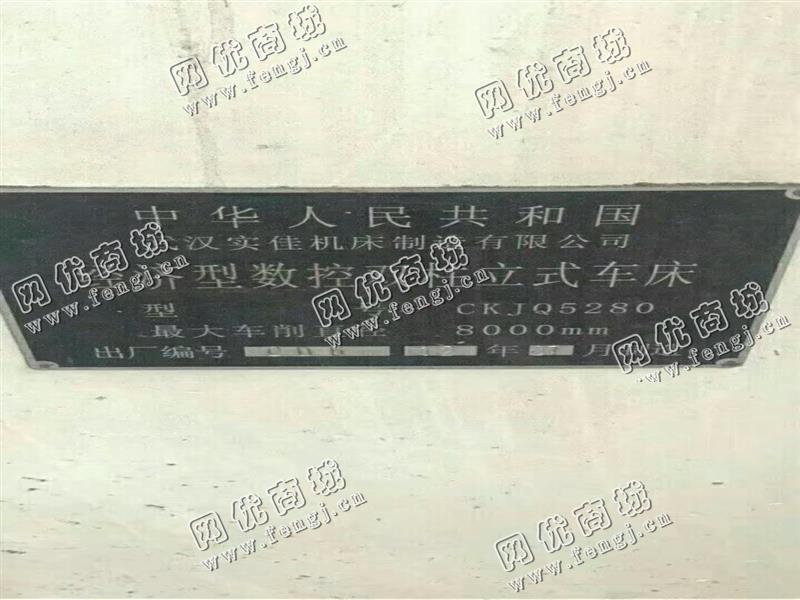 网优商城
www.fengj.cn
网优商城
www.fengj.cn
中华人民共和国
汉实佳机床制 有限公司
型数控 立式车床
网优商城
www.fengj.cn
网优商城
www.fengj.cn
型 CKJQ5280
最大车削直径 8000mm
出厂编号 年 月
网优商城
www.fengj.cn
网优商城
www.fengj.cn
网优商城
www.fengj.cn